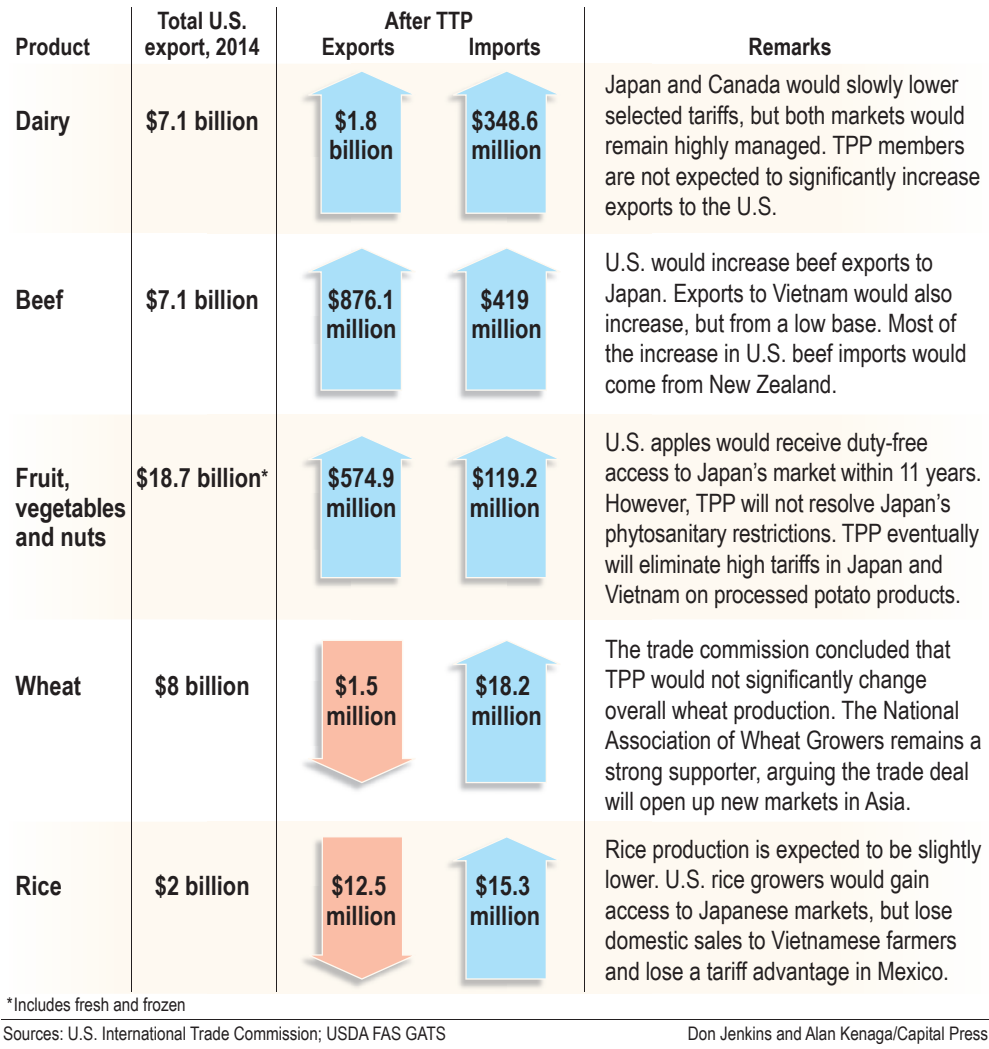 Product
Total U.S.
export, 2014
After TTP
Exports
Imports
Remarks
Dairy
$7.1 billion
$1.8
billion
$348.6
million
Japan and Canada would slowly lower
selected tariffs, but both markets would
remain highly managed. TPP members
are not expected to significantly increase
exports to the U.S.
Beef
$7.1 billion
$876.1
million
$419
million
U.S. would increase beef exports to
Japan. Exports to Vietnam would also
increase, but from a low base. Most of
the increase in U.S. beef imports would
come from New Zealand.
Fruit,
vegetables
and nuts
$18.7 billion*
$574.9
million
$119.2
million
U.S. apples would receive duty-free
access to Japan’s market within 11 years.
However, TPP will not resolve Japan’s
phytosanitary restrictions. TPP eventually
will eliminate high tariffs in Japan and
Vietnam on processed potato products.
Wheat
$8 billion
$1.5
million
$18.2
million
The trade commission concluded that
TPP would not significantly change
overall wheat production. The National
Association of Wheat Growers remains a
strong supporter, arguing the trade deal
will open up new markets in Asia.
Rice
$2 billion
$12.5
million
$15.3
million
Rice production is expected to be slightly
lower. U.S. rice growers would gain
access to Japanese markets, but lose
domestic sales to Vietnamese farmers
and lose a tariff advantage in Mexico.
*Includes fresh and frozen
Sources: U.S. International Trade Commission; USDA FAS GATS
Don Jenkins and Alan Kenaga/Capital Press